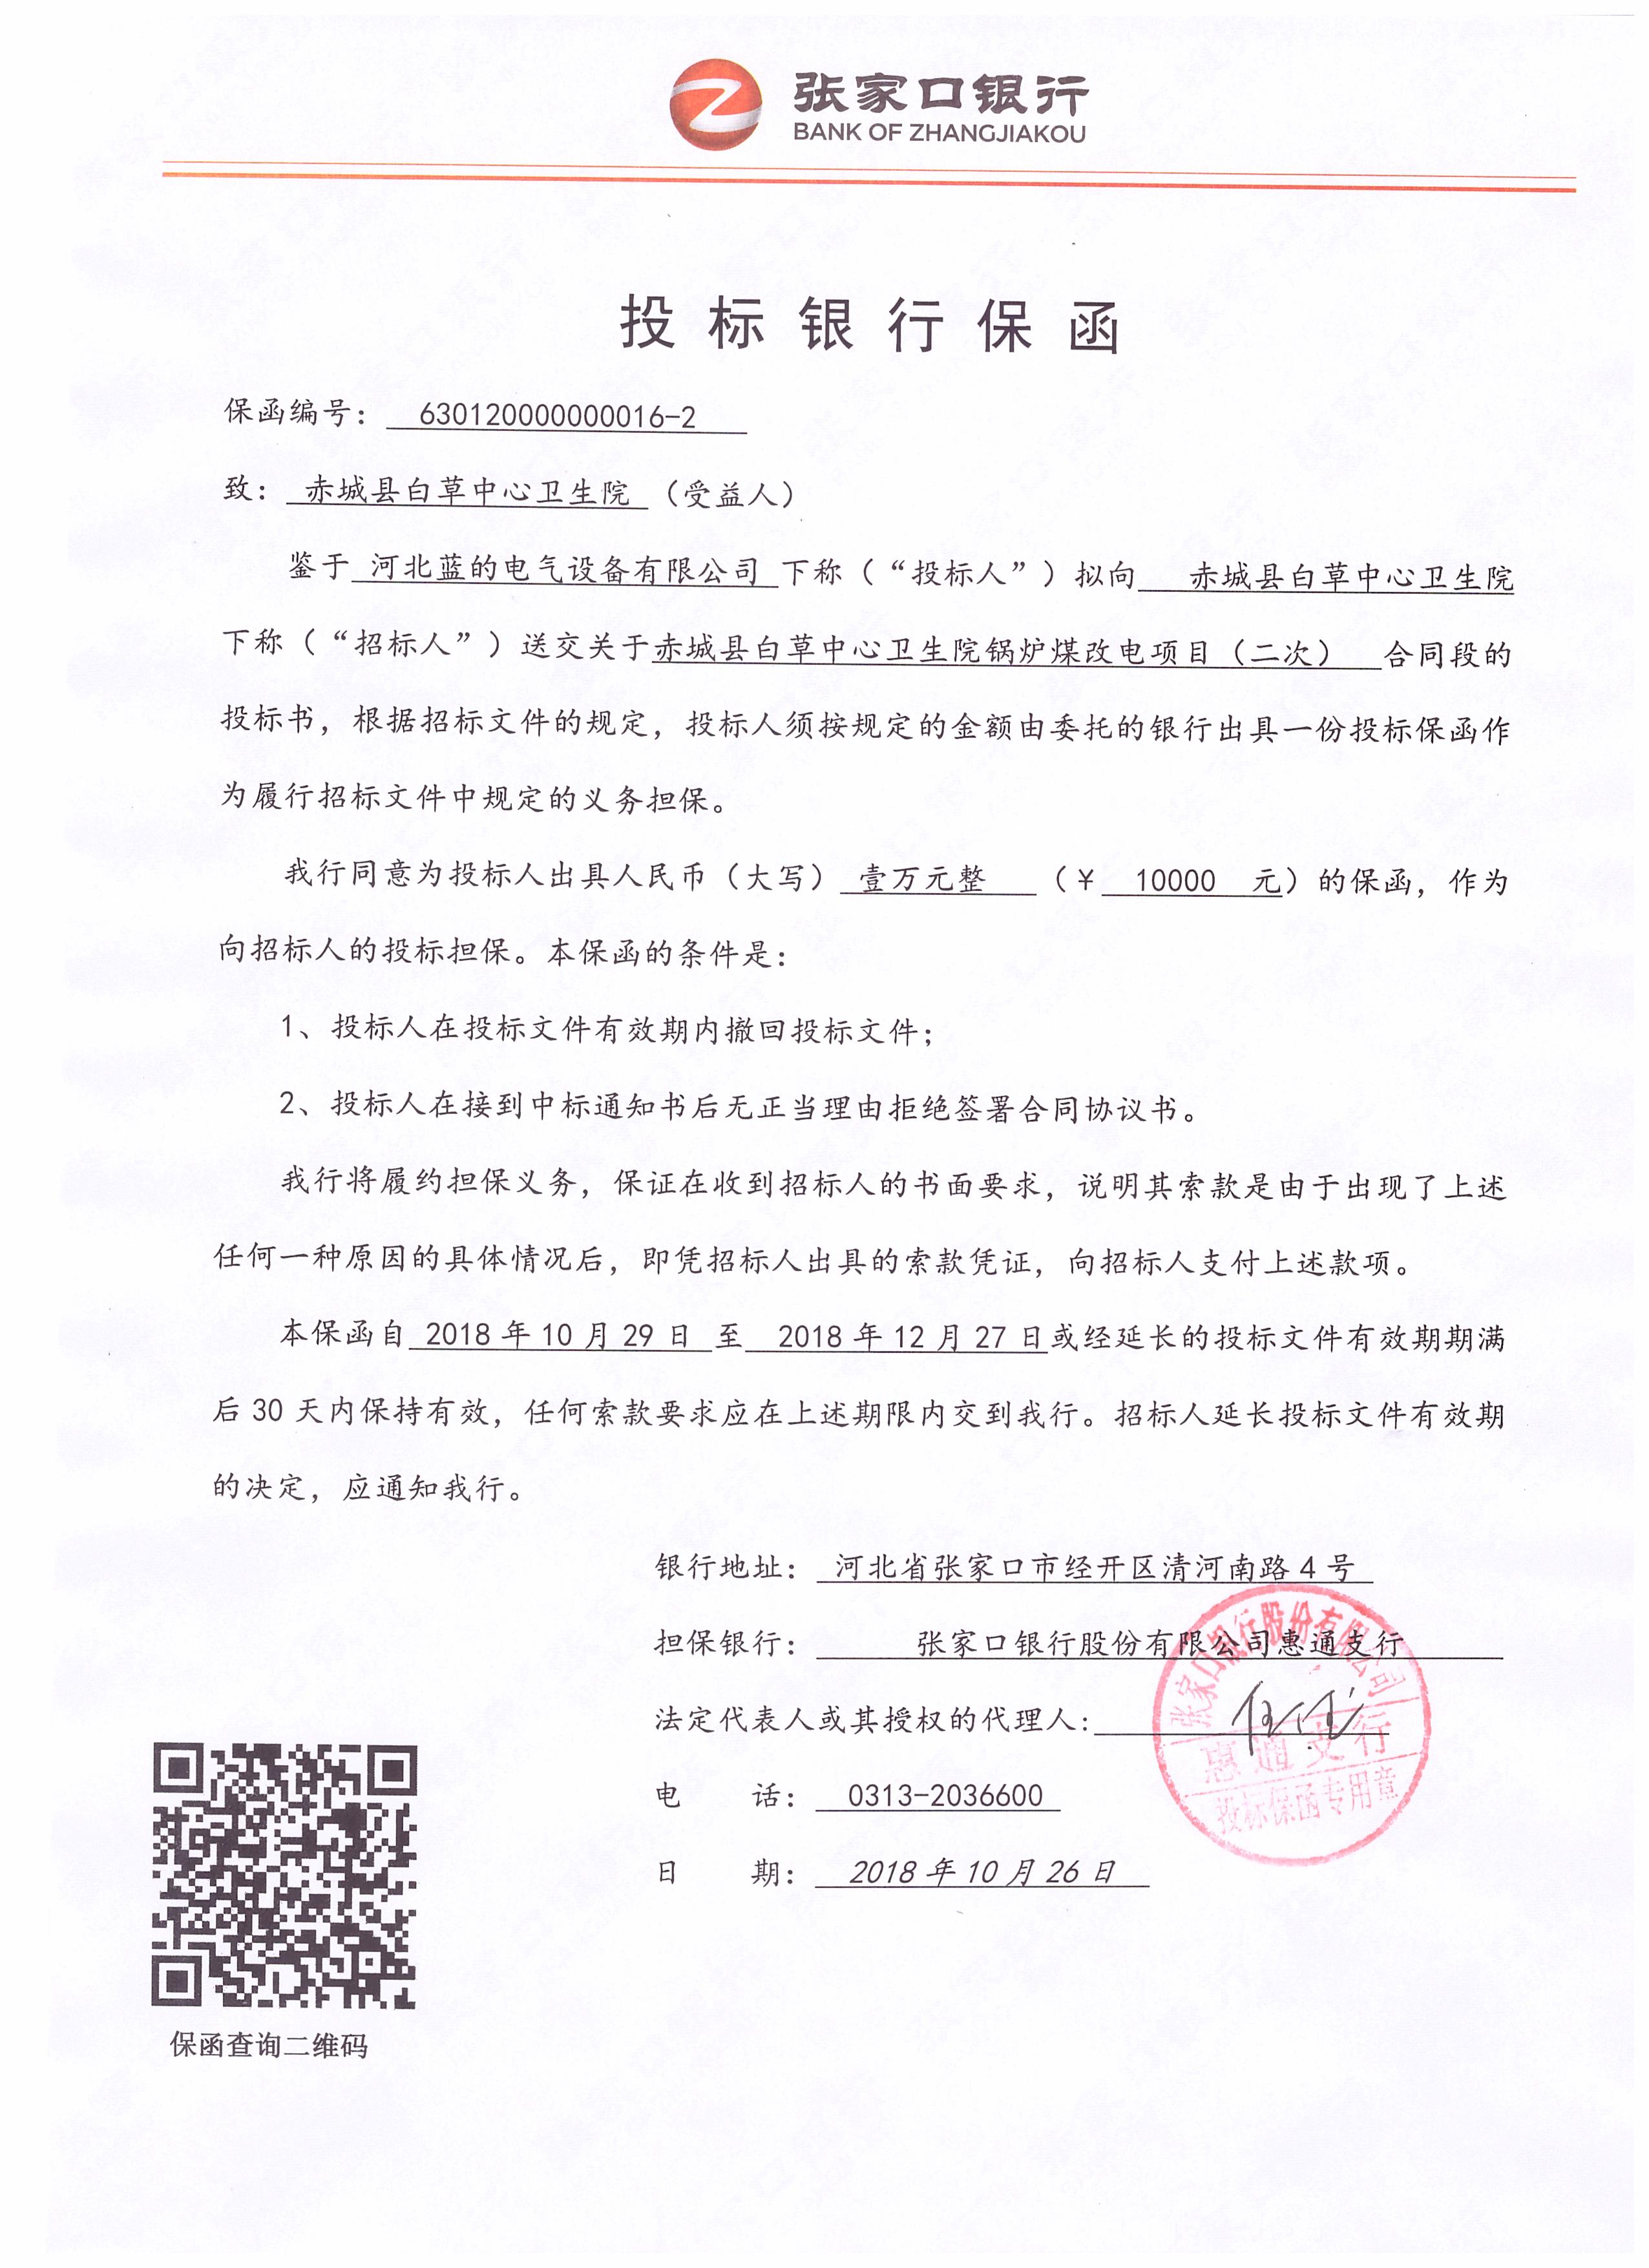 张家口银行
BANK OF ZHANGJIAKOU
投标银行保函
保函编号： 630120000000016-2
致： 赤城县白草中心卫生院 （受益人）
鉴于 河北蓝的电气设备有限公司 下称（“投标人”）拟向 赤城县白草中心卫生院
下称（“招标人”）送交关于赤城县白草中心卫生院锅炉煤改电项目（二次） 合同段的
投标书，根据招标文件的规定，投标人须按规定的金额由委托的银行出具一份投标保函作
为履行招标文件中规定的义务担保。
我行同意为投标人出具人民币（大写） 壹万元整 （￥ 10000 元）的保函，作为
向招标人的投标担保。本保函的条件是：
1、投标人在投标文件有效期内撤回投标文件；
2、投标人在接到中标通知书后无正当理由拒绝签署合同协议书。
我行将履约担保义务，保证在收到招标人的书面要求，说明其索款是由于出现了上述
任何一种原因的具体情况后，即凭招标人出具的索款凭证，向招标人支付上述款项。
本保函自 2018 年 10 月 29 日 至 2018 年 12 月 27 日或经延长的投标文件有效期期满
后 30 天内保持有效，任何索款要求应在上述期限内交到我行。招标人延长投标文件有效期
的决定，应通知我行。
银行地址： 河北省张家口市经开区清河南路 4 号
担保银行： 张家口银行股份有限公司惠通支行
法定代表人或其授权的代理人:
张家口银行股份有限公司
惠通支行
投标保函专用章
电 话： 0313-2036600
日 期： 2018 年 10 月 26 日
保函查询二维码